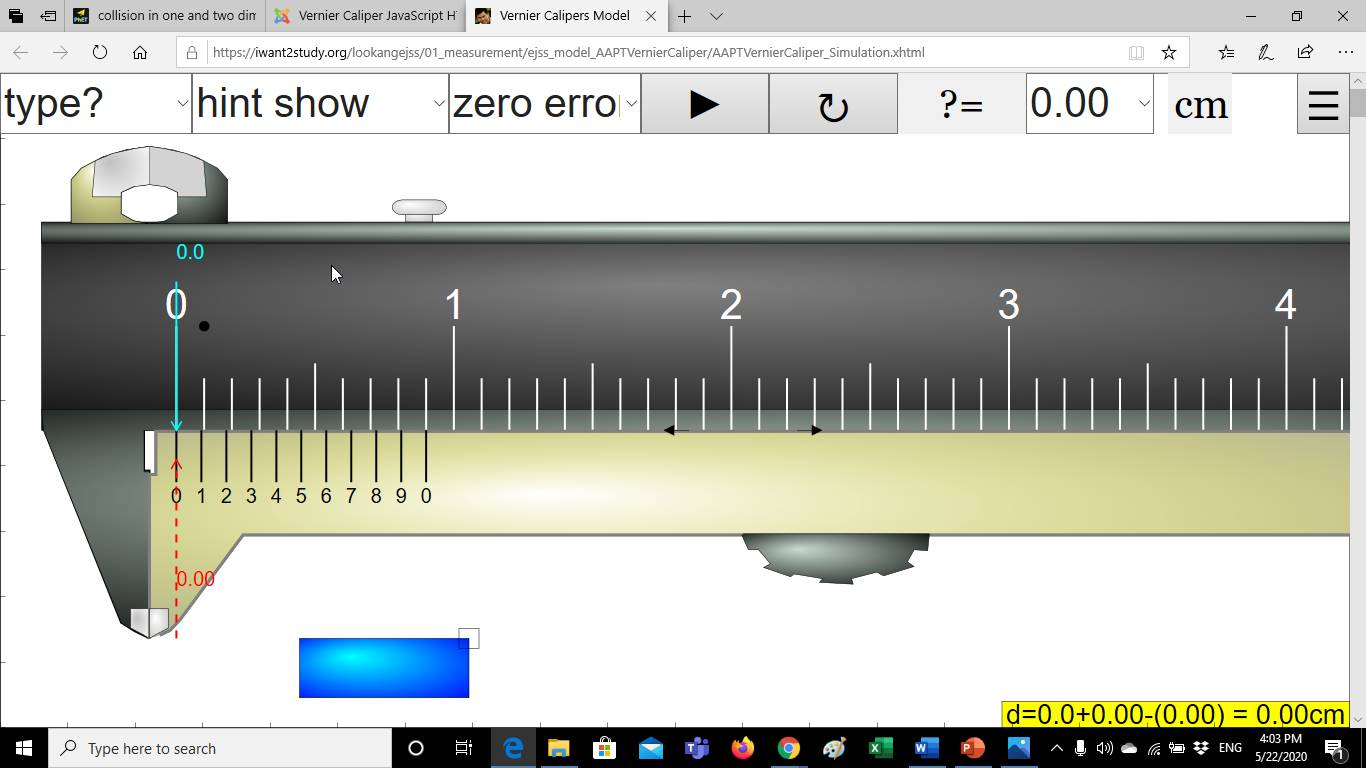 collision in one and two dim
Vernier Caliper JavaScript H
Vernier Calipers Model
https://iwant2study.org/lookangejss/01_measurement/ejss_model_AAPTVernierCaliper/AAPTVernierCaliper_Simulation.xhtml
type? hint show zero erro ?= 0.00 cm
0.0
0 1 2 3 4
0 1 2 3 4 5 6 7 8 9 0
0.00
d=0.0+0.00-(0.00) = 0.00cm
Type here to search
ENG
4:03 PM
5/22/2020
1